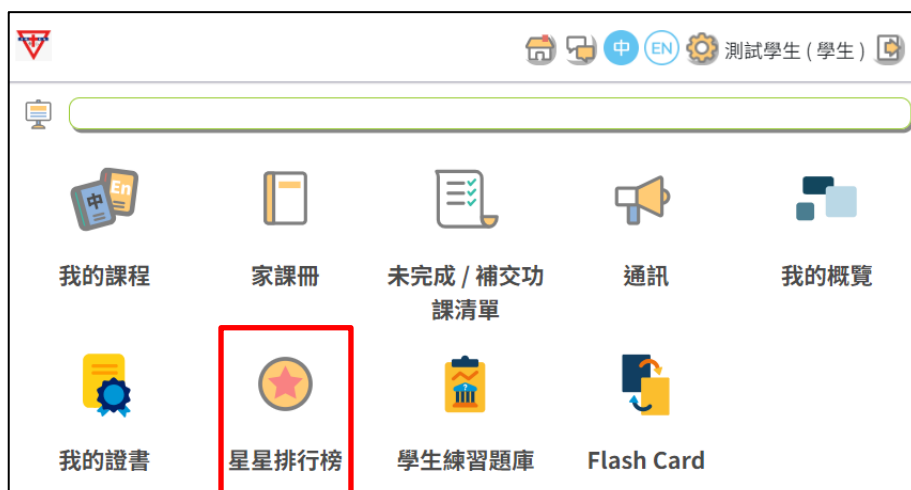 中 EN 測試學生 ( 學生 )
中 En
我的課程 家課冊 未完成 / 補交功課清單 通訊 我的概覽
我的證書 星星排行榜 學生練習題庫 Flash Card